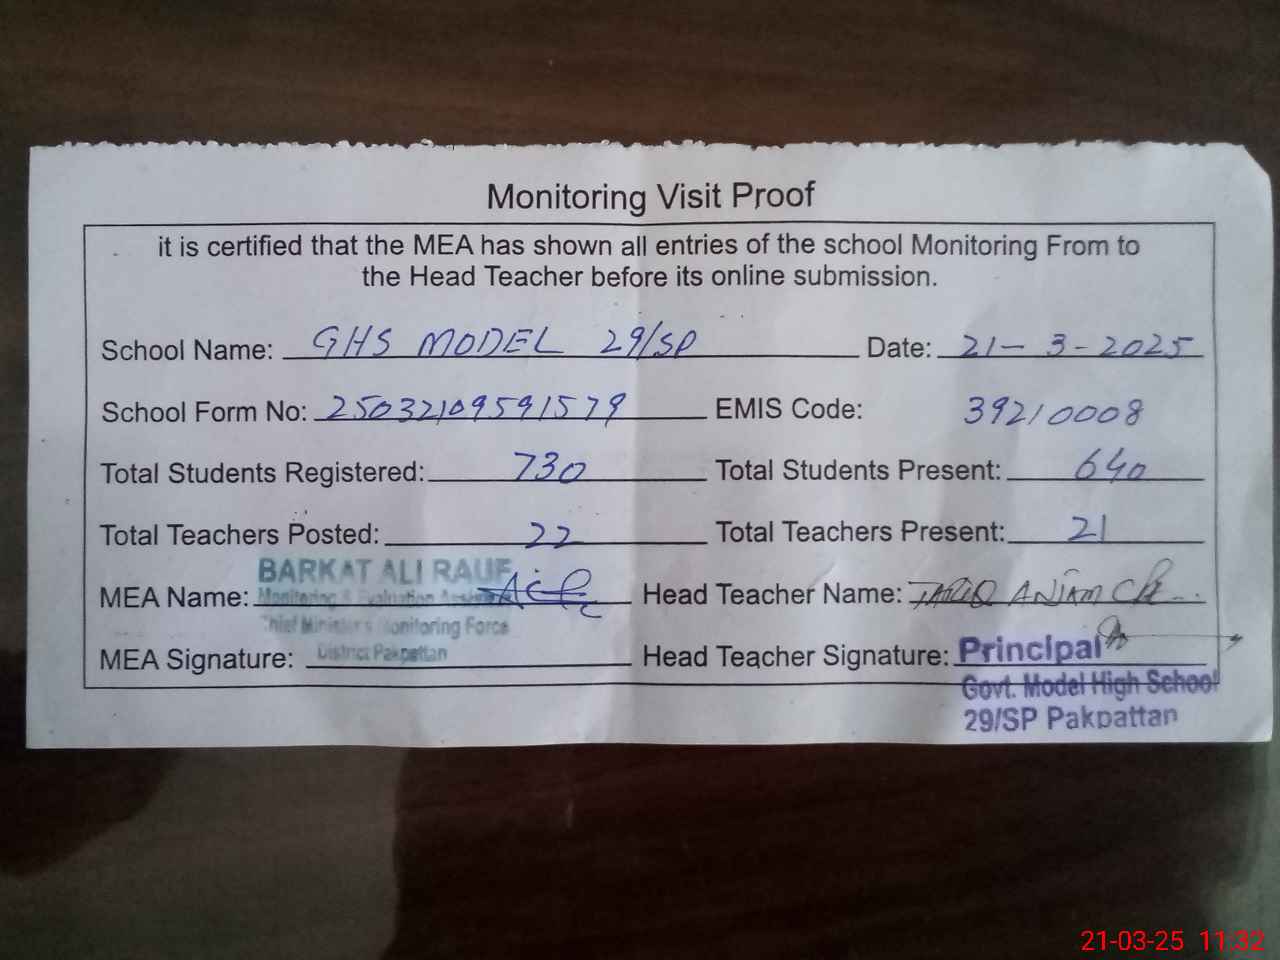 Monitoring Visit Proof
it is certified that the MEA has shown all entries of the school Monitoring From to
the Head Teacher before its online submission.
School Name: GHS MODEL 29/SP Date: 21-3-2025
School Form No: 25032109591579 EMIS Code: 39210008
Total Students Registered: 730 Total Students Present: 640
Total Teachers Posted: 22 Total Teachers Present: 21
BARKAT ALI RAUF
MEA Name: Monitoring & Evaluation Assistant Head Teacher Name: TARIQ ANJAM CH...
Chief Minister's Monitoring Force
District Pakpattan
MEA Signature: Head Teacher Signature: Principal
Govt. Model High School
29/SP Pakpattan
21-03-25 11:32